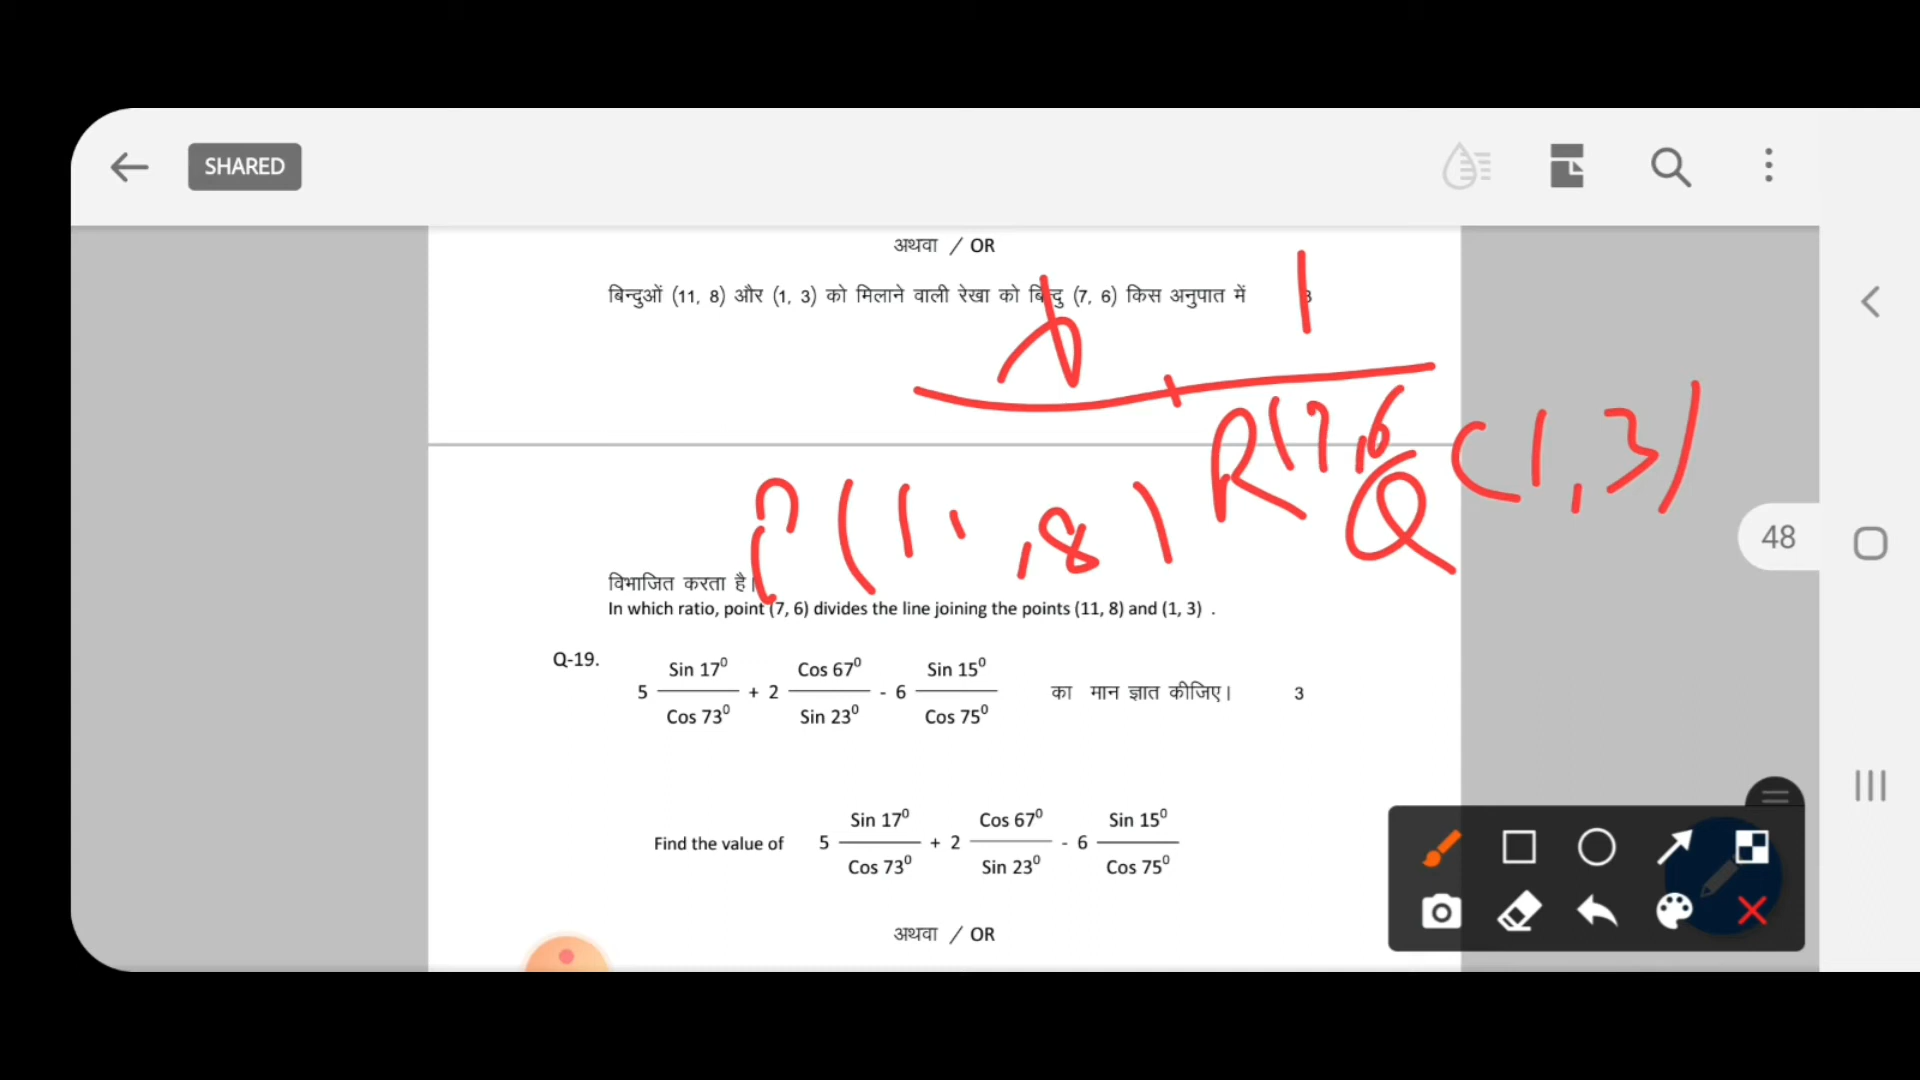 SHARED
अथवा / OR
बिन्दुओं (11, 8) और (1, 3) को मिलाने वाली रेखा को बिन्दु (7, 6) किस अनुपात में 3
λ 1
R(7,6
Q (1,3)
P(11,8)
48
विभाजित करता है।
In which ratio, point (7, 6) divides the line joining the points (11, 8) and (1, 3) .
Q-19.
5 Sin 17⁰ / Cos 73⁰ + 2 Cos 67⁰ / Sin 23⁰ - 6 Sin 15⁰ / Cos 75⁰ का मान ज्ञात कीजिए। 3
Find the value of 5 Sin 17⁰ / Cos 73⁰ + 2 Cos 67⁰ / Sin 23⁰ - 6 Sin 15⁰ / Cos 75⁰
अथवा / OR